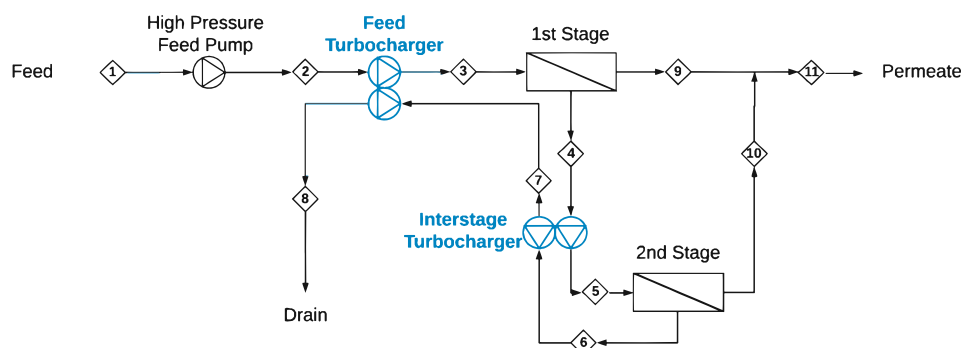 High Pressure
Feed Pump
Feed
Turbocharger
1st Stage
Feed
1
2
3
9
11
Permeate
4
10
7
8
Interstage
Turbocharger
2nd Stage
5
Drain
6